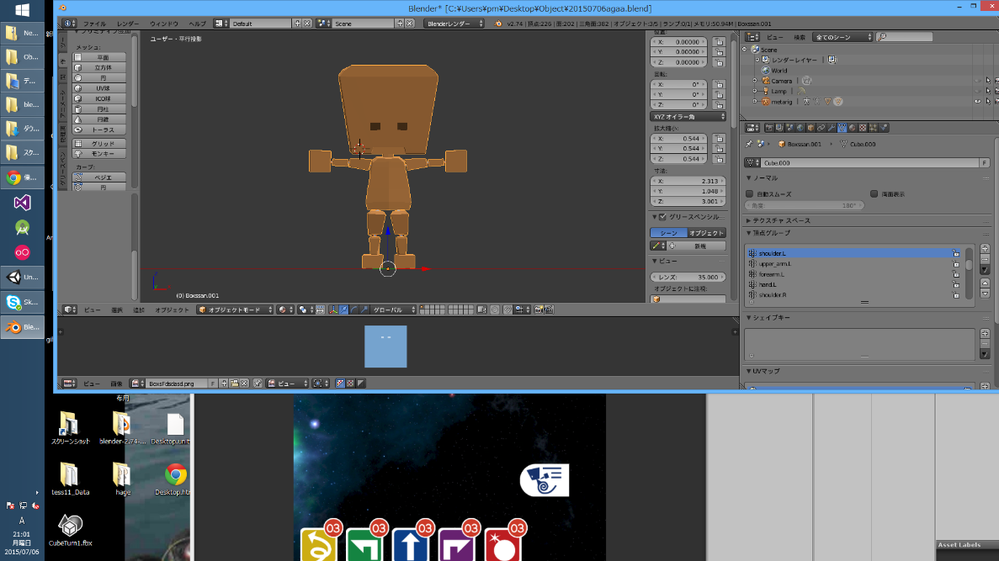 Blender* [C:¥Users¥pm¥Desktop¥Object¥20150706agaa.blend]
ファイル レンダー ウィンドウ ヘルプ Default Scene Blenderレンダー v2.74 | 頂点:226 | 面:202 | 三角面:382 | オブジェクト:3/5 | ランプ:0/1 | メモリ:50.94M | Boxssan.001
メッシュ:
平面
立方体
円
UV球
ICO球
円柱
円錐
トーラス
グリッド
モンキー
カーブ:
ベジエ
円
ユーザー・平行投影
(0) Boxssan.001
X: 0.00000
Y: 0.00000
Z: 0.00000
回転:
X: 0°
Y: 0°
Z: 0°
XYZ オイラー角
拡大縮小:
X: 0.544
Y: 0.544
Z: 0.544
寸法:
X: 2.313
Y: 1.048
Z: 3.001
グリースペンシル
シーン オブジェクト
新規
ビュー
レンズ: 35.000
オブジェクトに注視:
ビュー 選択 追加 オブジェクト オブジェクトモード グローバル
ビュー 画像 BoxsFdsdasd.png F ビュー
ビュー 検索 全てのシーン
Scene
レンダーレイヤー
World
Camera
Lamp
metarig
Boxssan.001 Cube.000
Cube.000 F
ノーマル
自動スムーズ 両面表示
角度: 180°
テクスチャ スペース
頂点グループ
shoulder.L
upper_arm.L
forearm.L
hand.L
shoulder.R
シェイプキー
UVマップ
Ne...
Ob...
デ...
ble...
ダウ...
スク...
優...
Un...
Sk...
Ble...
A
21:01
月曜日
2015/07/06
布用
スクリーンショット
blender-2.74-...
tess11_Data
hage
CubeTurn1.fbx
03
03
03
03
03
Asset Labels